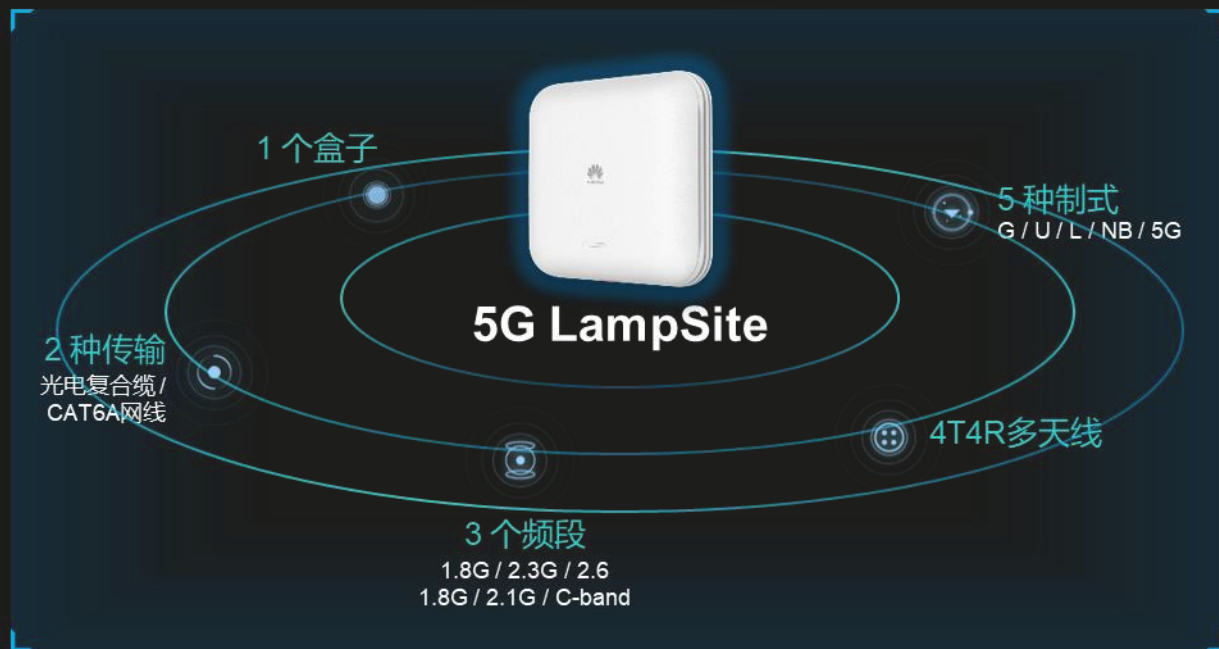 1 个盒子
5 种制式
G / U / L / NB / 5G
5G LampSite
2 种传输
光电复合缆 /
CAT6A网线
4T4R多天线
3 个频段
1.8G / 2.3G / 2.6
1.8G / 2.1G / C-band